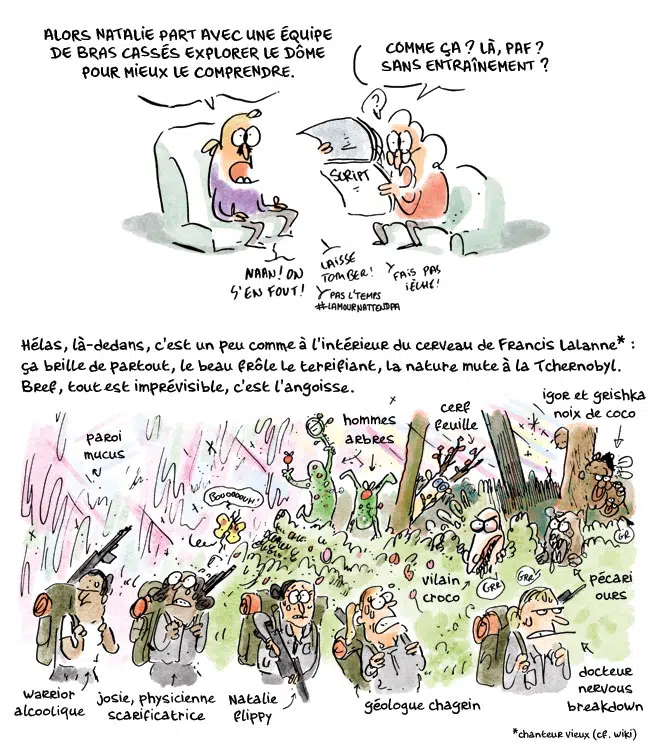 ALORS NATALIE PART AVEC UNE ÉQUIPE
DE BRAS CASSÉS EXPLORER LE DÔME
POUR MIEUX LE COMPRENDRE.
COMME ÇA ? LÀ, PAF ?
SANS ENTRAÎNEMENT ?
?
SCRIPT
NAAN! ON
S'EN FOUT!
LAISSE
TOMBER!
PAS L'TEMPS
#LAMOURNATTENDPA
FAIS PAS
IÈCHE!
Hélas, là-dedans, c'est un peu comme à l'intérieur du cerveau de Francis Lalanne* :
ça brille de partout, le beau frôle le terrifiant, la nature mute à la Tchernobyl.
Bref, tout est imprévisible, c'est l'angoisse.
paroi
mucus
hommes
arbres
cerf
feuille
igor et grishka
noix de coco
BOOOOOUH!
GR
GRR
GRR
vilain
croco
pécari
ours
warrior
alcoolique
josie, physicienne
scarificatrice
Natalie
flippy
géologue chagrin
docteur
nervous
breakdown
*chanteur vieux (cf. wiki)